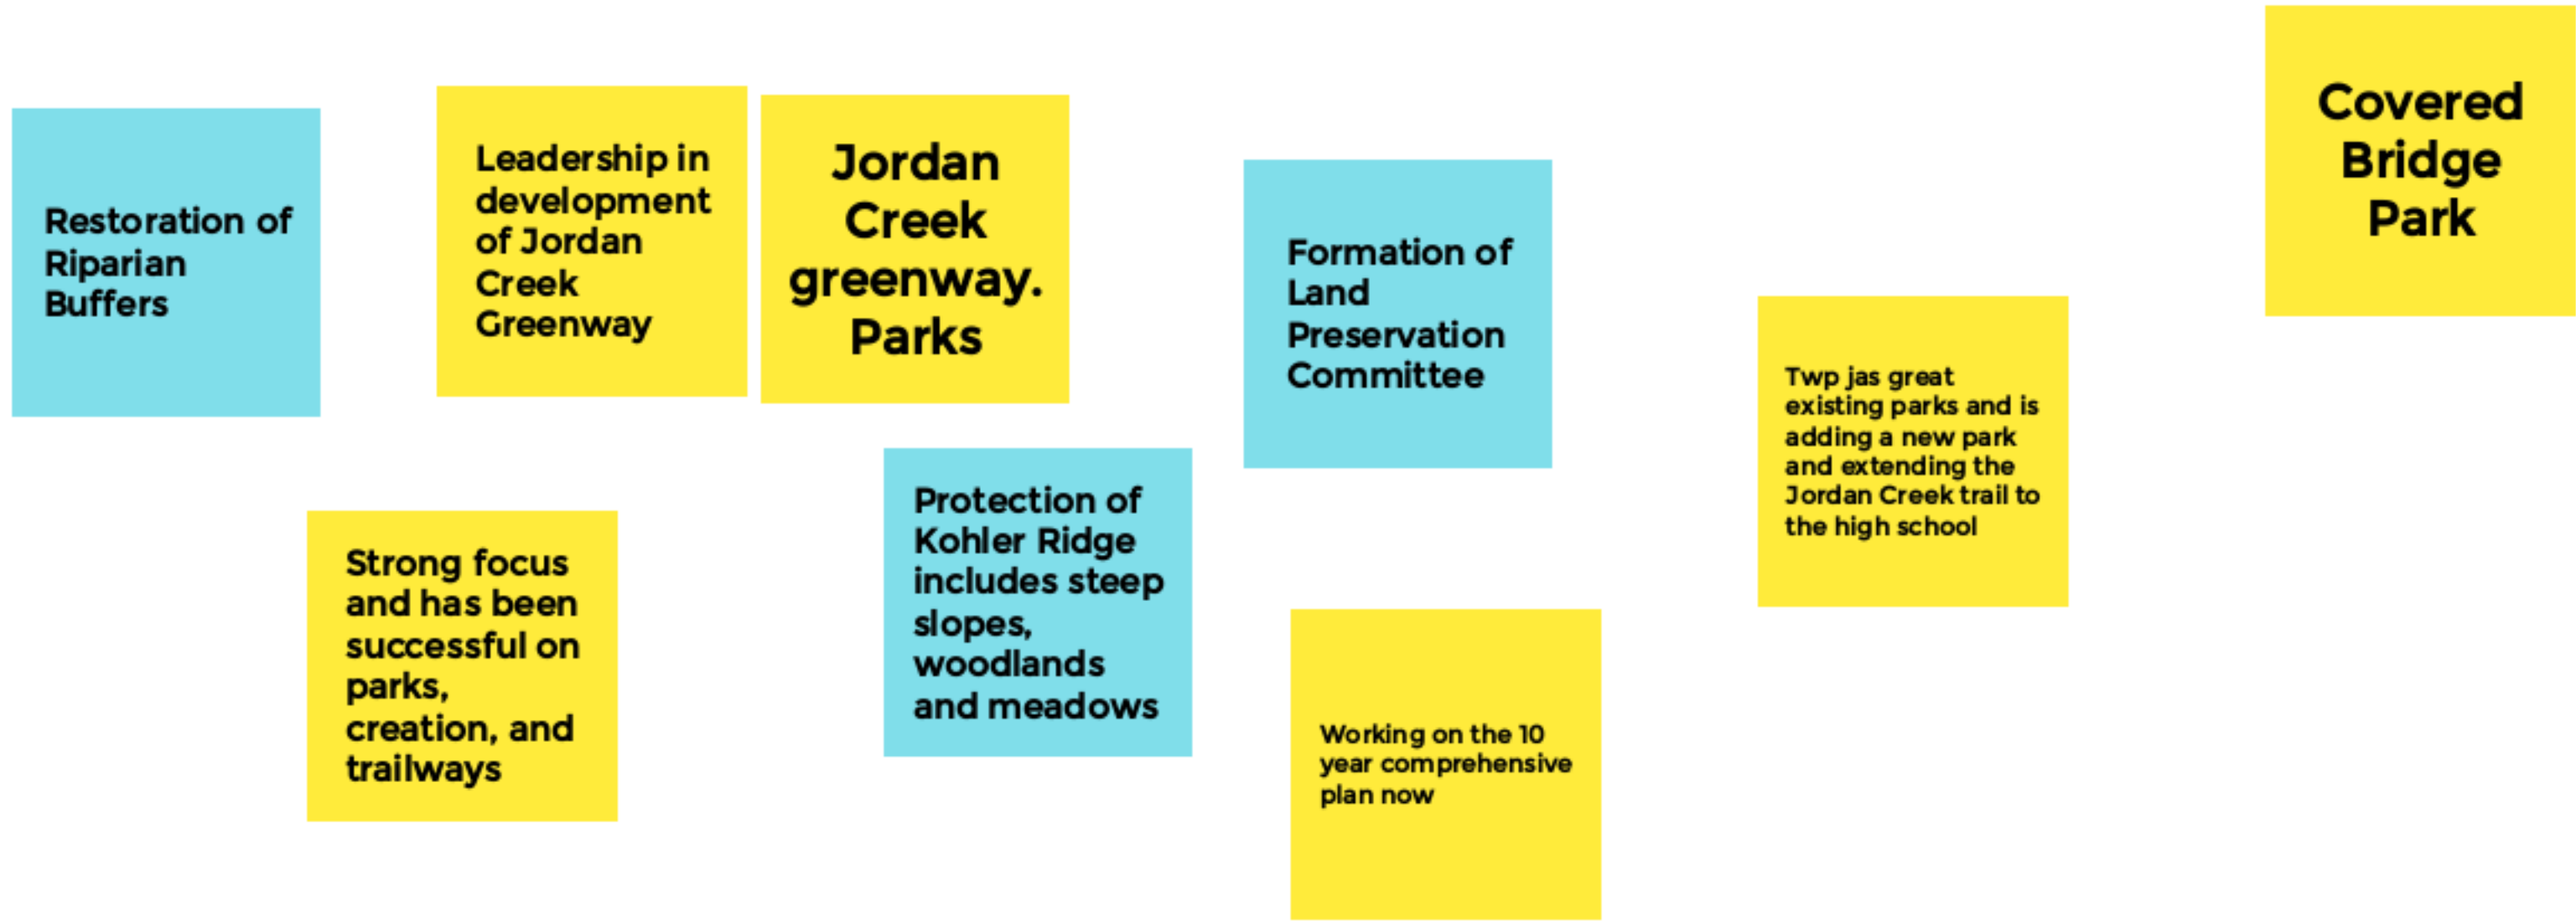 Restoration of
Riparian
Buffers
Leadership in
development
of Jordan
Creek
Greenway
Jordan
Creek
greenway.
Parks
Formation of
Land
Preservation
Committee
Covered
Bridge
Park
Twp jas great
existing parks and is
adding a new park
and extending the
Jordan Creek trail to
the high school
Strong focus
and has been
successful on
parks,
creation, and
trailways
Protection of
Kohler Ridge
includes steep
slopes,
woodlands
and meadows
Working on the 10
year comprehensive
plan now